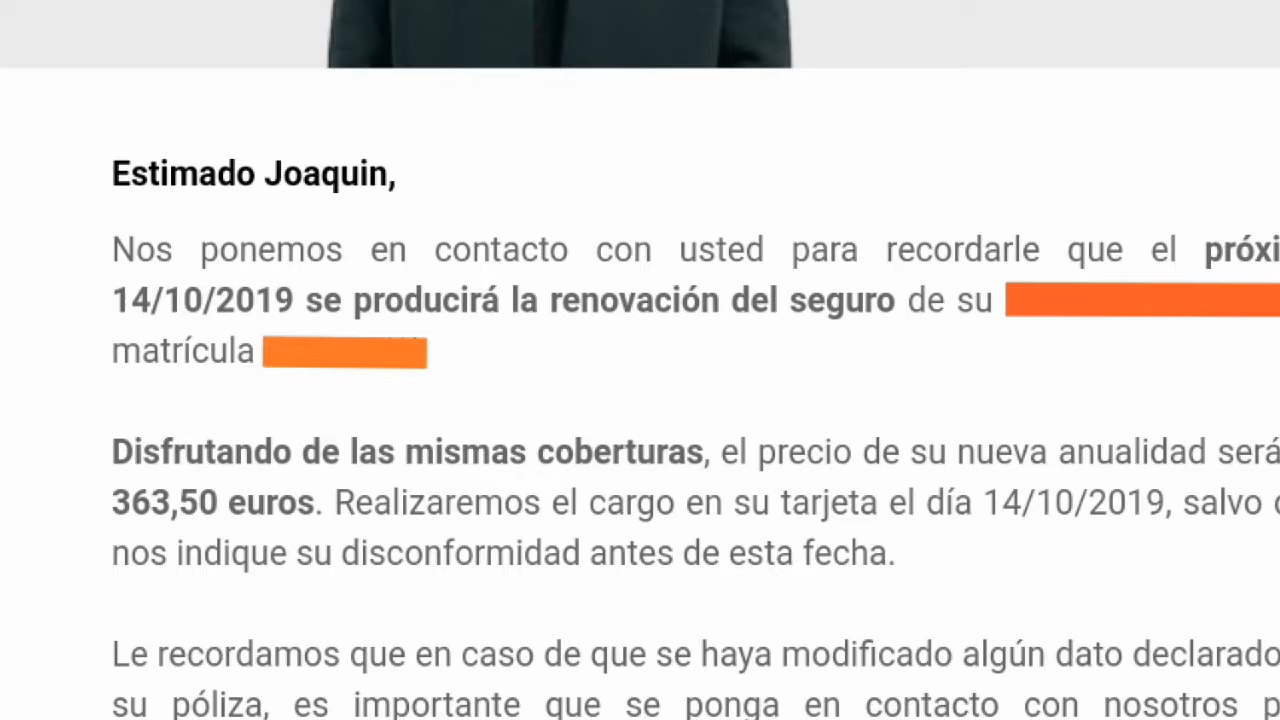 Estimado Joaquin,
Nos ponemos en contacto con usted para recordarle que el
14/10/2019 se producirá la renovación del seguro de su
matrícula
Disfrutando de las mismas coberturas, el precio de su nueva anualidad será
363,50 euros. Realizaremos el cargo en su tarjeta el día 14/10/2019, salvo
nos indique su disconformidad antes de esta fecha.
Le recordamos que en caso de que se haya modificado algún dato declarado
su póliza, es importante que se ponga en contacto con nosotros